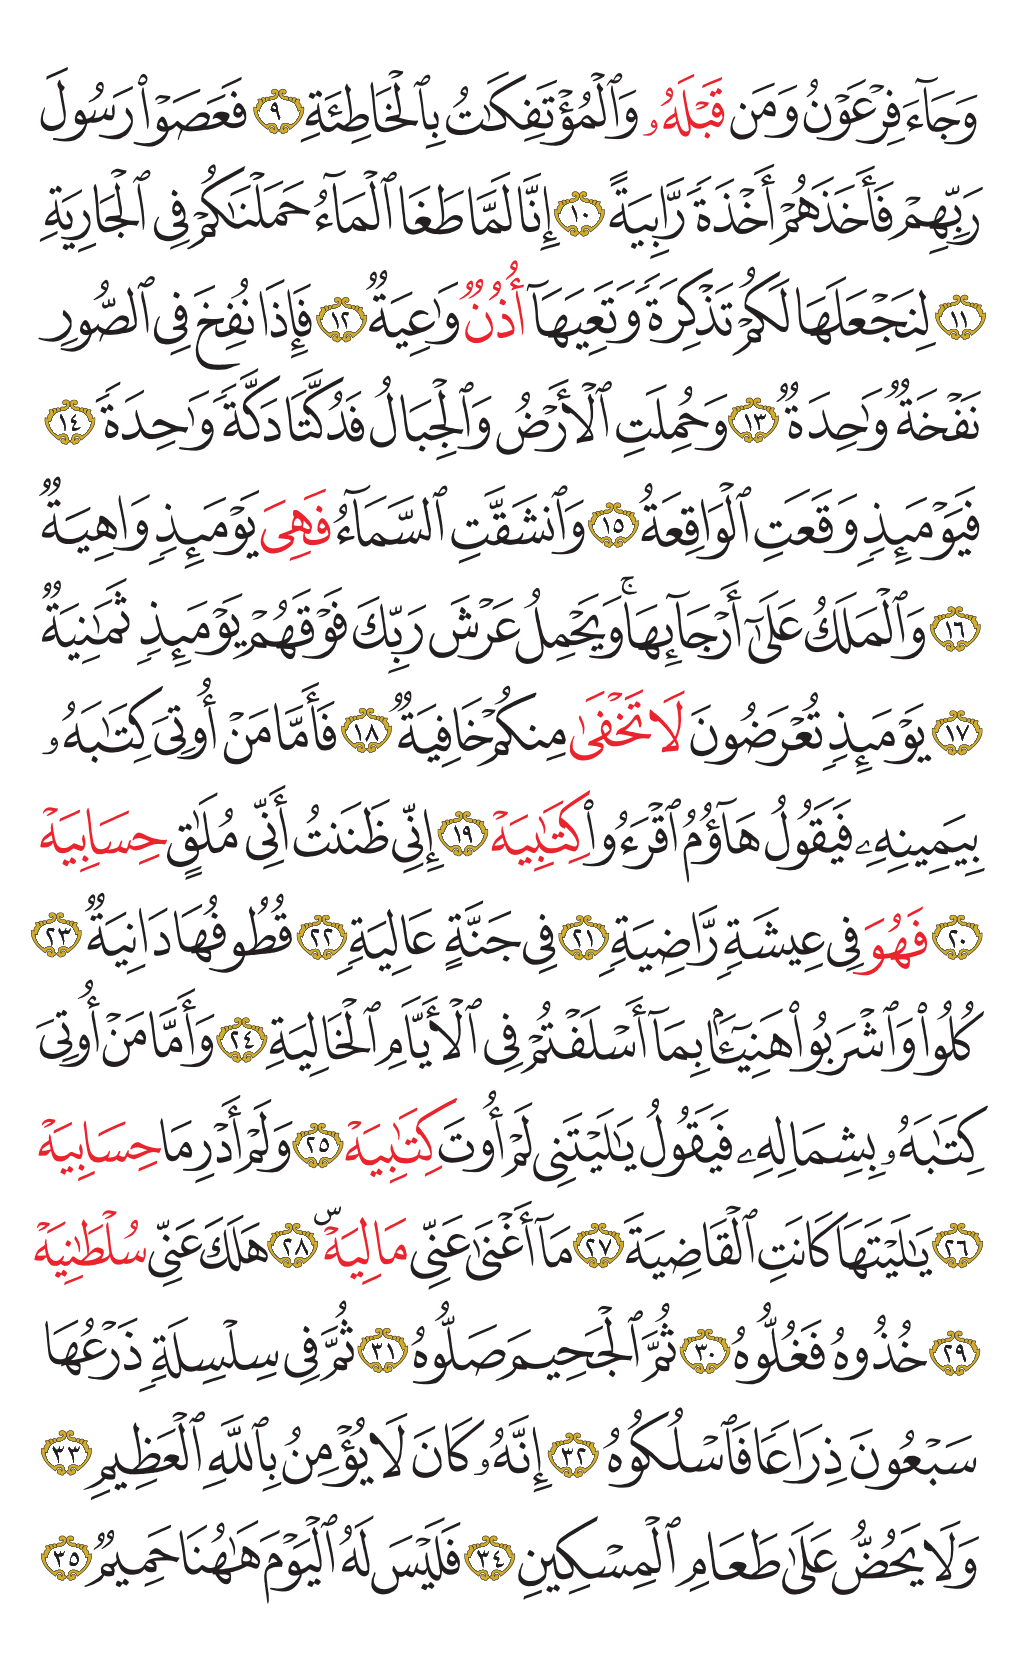 وَجَآءَ فِرْعَوْنُ وَمَن قَبْلَهُۥ وَٱلْمُؤْتَفِكَـٰتُ بِٱلْخَاطِئَةِ ٩ فَعَصَوْا۟ رَسُولَ
رَبِّهِمْ فَأَخَذَهُمْ أَخْذَةً رَّابِيَةً ١٠ إِنَّا لَمَّا طَغَا ٱلْمَآءُ حَمَلْنَـٰكُمْ فِى ٱلْجَارِيَةِ
١١ لِنَجْعَلَهَا لَكُمْ تَذْكِرَةً وَتَعِيَهَآ أُذُنٌ وَٰعِيَةٌ ١٢ فَإِذَا نُفِخَ فِى ٱلصُّورِ
نَفْخَةٌ وَٰحِدَةٌ ١٣ وَحُمِلَتِ ٱلْأَرْضُ وَٱلْجِبَالُ فَدُكَّتَا دَكَّةً وَٰحِدَةً ١٤
فَيَوْمَئِذٍ وَقَعَتِ ٱلْوَاقِعَةُ ١٥ وَٱنشَقَّتِ ٱلسَّمَآءُ فَهِىَ يَوْمَئِذٍ وَاهِيَةٌ
١٦ وَٱلْمَلَكُ عَلَىٰٓ أَرْجَآئِهَا ۚ وَيَحْمِلُ عَرْشَ رَبِّكَ فَوْقَهُمْ يَوْمَئِذٍ ثَمَـٰنِيَةٌ
١٧ يَوْمَئِذٍ تُعْرَضُونَ لَا تَخْفَىٰ مِنكُمْ خَافِيَةٌ ١٨ فَأَمَّا مَنْ أُوتِىَ كِتَـٰبَهُۥ
بِيَمِينِهِۦ فَيَقُولُ هَآؤُمُ ٱقْرَءُوا۟ كِتَـٰبِيَهْ ١٩ إِنِّى ظَنَنتُ أَنِّى مُلَـٰقٍ حِسَابِيَهْ
٢٠ فَهُوَ فِى عِيشَةٍ رَّاضِيَةٍ ٢١ فِى جَنَّةٍ عَالِيَةٍ ٢٢ قُطُوفُهَا دَانِيَةٌ ٢٣
كُلُوا۟ وَٱشْرَبُوا۟ هَنِيٓـًٔۢا بِمَآ أَسْلَفْتُمْ فِى ٱلْأَيَّامِ ٱلْخَالِيَةِ ٢٤ وَأَمَّا مَنْ أُوتِىَ
كِتَـٰبَهُۥ بِشِمَالِهِۦ فَيَقُولُ يَـٰلَيْتَنِى لَمْ أُوتَ كِتَـٰبِيَهْ ٢٥ وَلَمْ أَدْرِ مَا حِسَابِيَهْ
٢٦ يَـٰلَيْتَهَا كَانَتِ ٱلْقَاضِيَةَ ٢٧ مَآ أَغْنَىٰ عَنِّى مَالِيَهْ ۜ ٢٨ هَلَكَ عَنِّى سُلْطَـٰنِيَهْ
٢٩ خُذُوهُ فَغُلُّوهُ ٣٠ ثُمَّ ٱلْجَحِيمَ صَلُّوهُ ٣١ ثُمَّ فِى سِلْسِلَةٍ ذَرْعُهَا
سَبْعُونَ ذِرَاعًا فَٱسْلُكُوهُ ٣٢ إِنَّهُۥ كَانَ لَا يُؤْمِنُ بِٱللَّهِ ٱلْعَظِيمِ ٣٣
وَلَا يَحُضُّ عَلَىٰ طَعَامِ ٱلْمِسْكِينِ ٣٤ فَلَيْسَ لَهُ ٱلْيَوْمَ هَـٰهُنَا حَمِيمٌ ٣٥